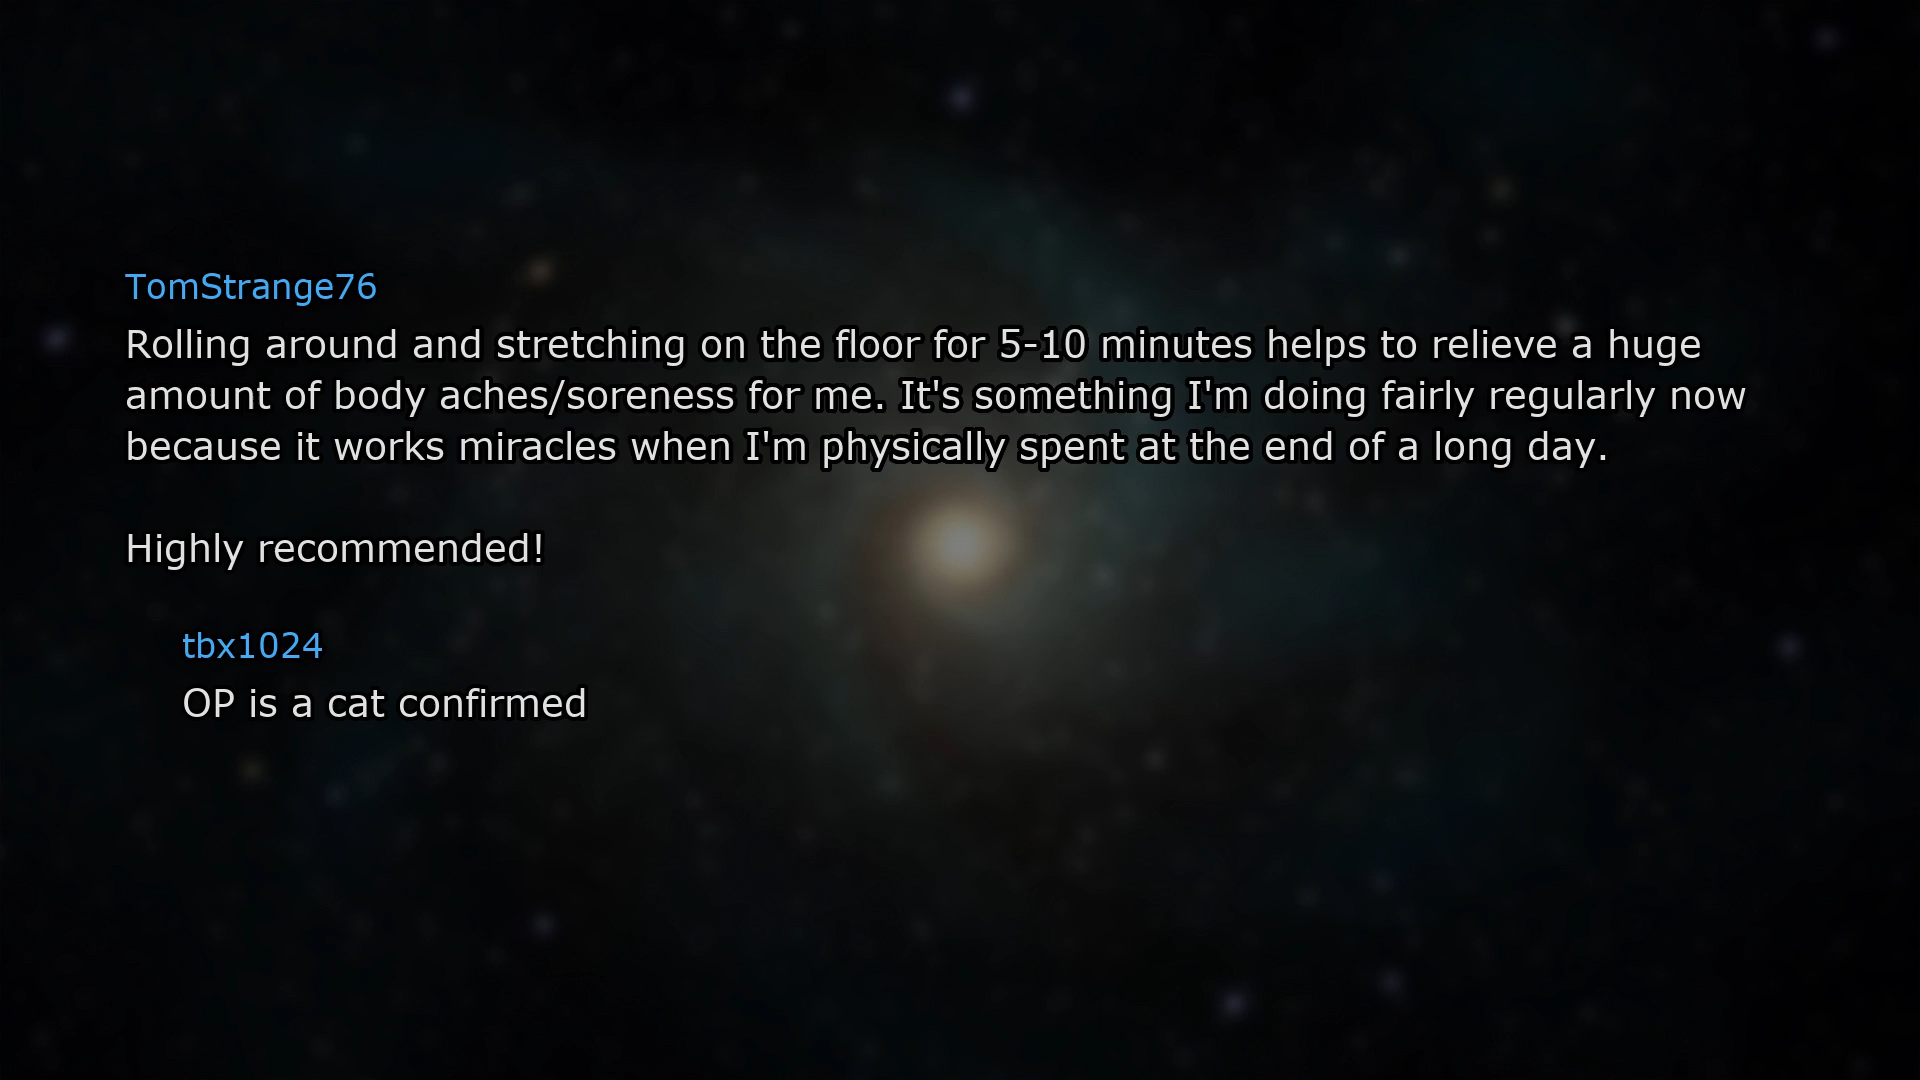 TomStrange76
Rolling around and stretching on the floor for 5-10 minutes helps to relieve a huge
amount of body aches/soreness for me. It's something I'm doing fairly regularly now
because it works miracles when I'm physically spent at the end of a long day.
Highly recommended!
tbx1024
OP is a cat confirmed